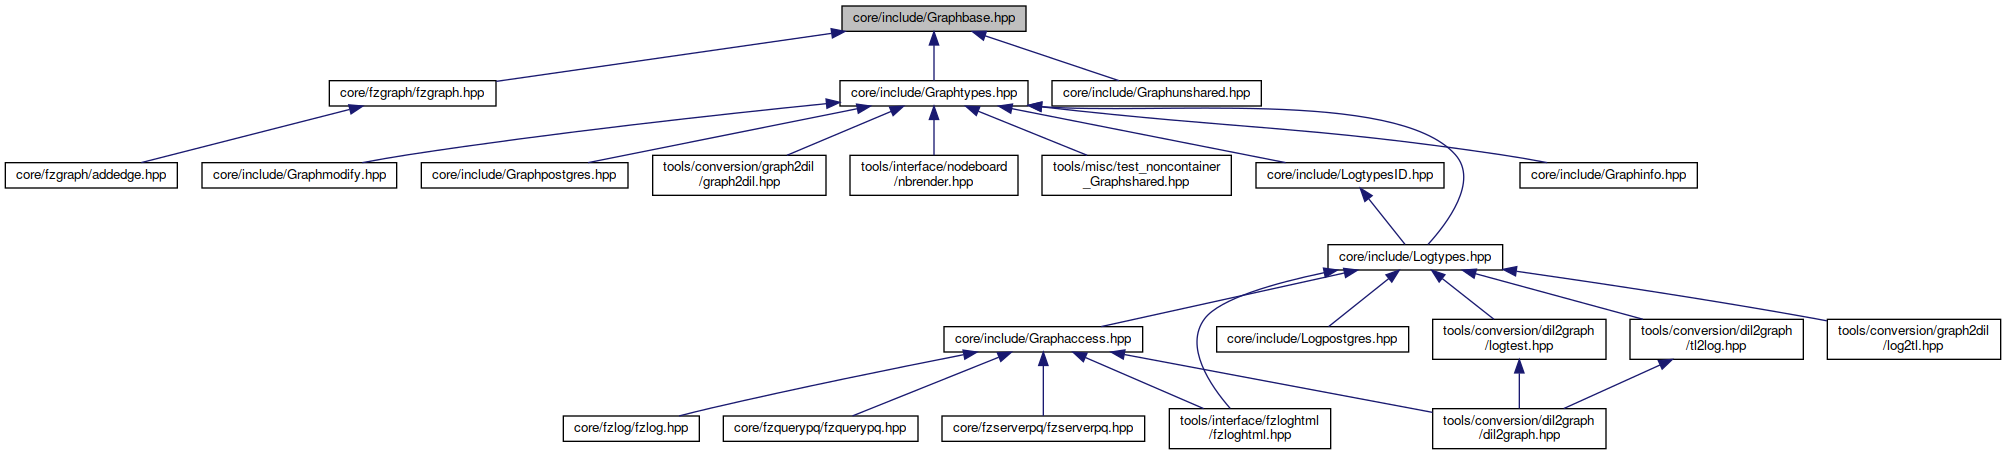 core/include/Graphbase.hpp
core/fzgraph/fzgraph.hpp
core/include/Graphtypes.hpp
core/include/Graphunshared.hpp
core/fzgraph/addedge.hpp
core/include/Graphmodify.hpp
core/include/Graphpostgres.hpp
tools/conversion/graph2dil
/graph2dil.hpp
tools/interface/nodeboard
/nbrender.hpp
tools/misc/test_noncontainer
_Graphshared.hpp
core/include/LogtypesID.hpp
core/include/Graphinfo.hpp
core/include/Logtypes.hpp
core/include/Graphaccess.hpp
core/include/Logpostgres.hpp
tools/conversion/dil2graph
/logtest.hpp
tools/conversion/dil2graph
/tl2log.hpp
tools/conversion/graph2dil
/log2tl.hpp
core/fzlog/fzlog.hpp
core/fzquerypq/fzquerypq.hpp
core/fzserverpq/fzserverpq.hpp
tools/interface/fzloghtml
/fzloghtml.hpp
tools/conversion/dil2graph
/dil2graph.hpp